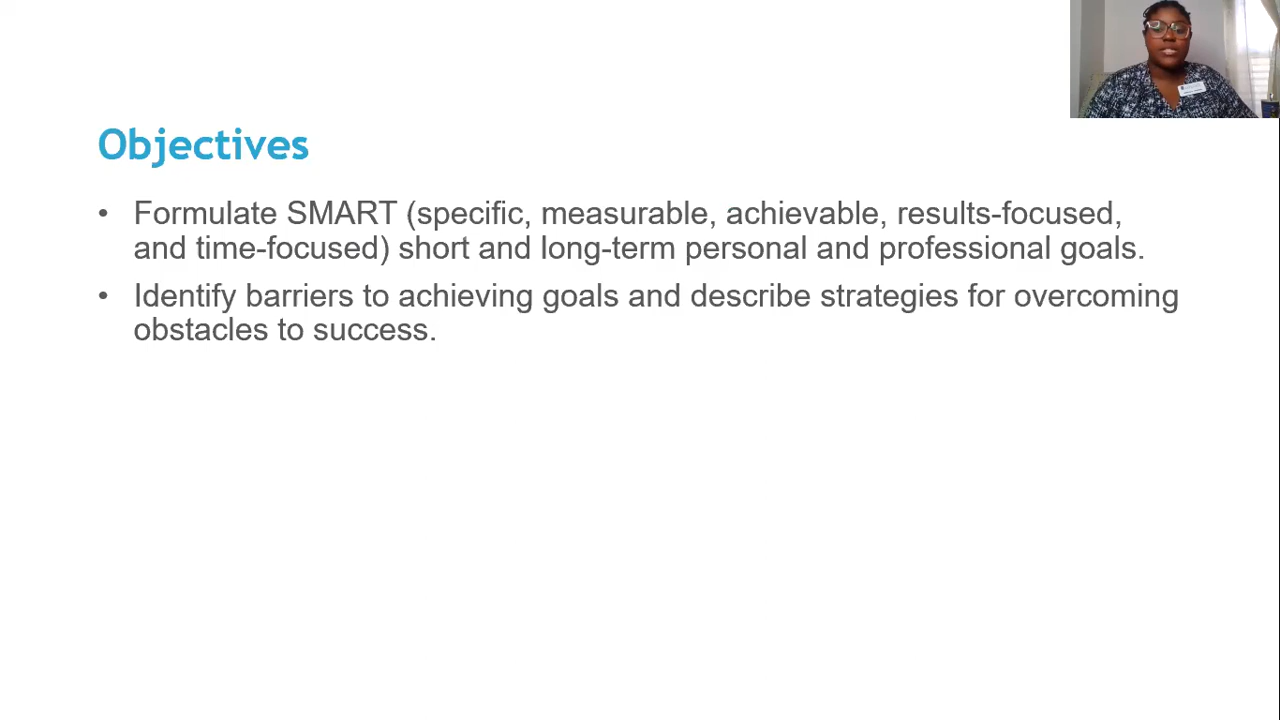 Objectives
• Formulate SMART (specific, measurable, achievable, results-focused,
and time-focused) short and long-term personal and professional goals.
• Identify barriers to achieving goals and describe strategies for overcoming
obstacles to success.